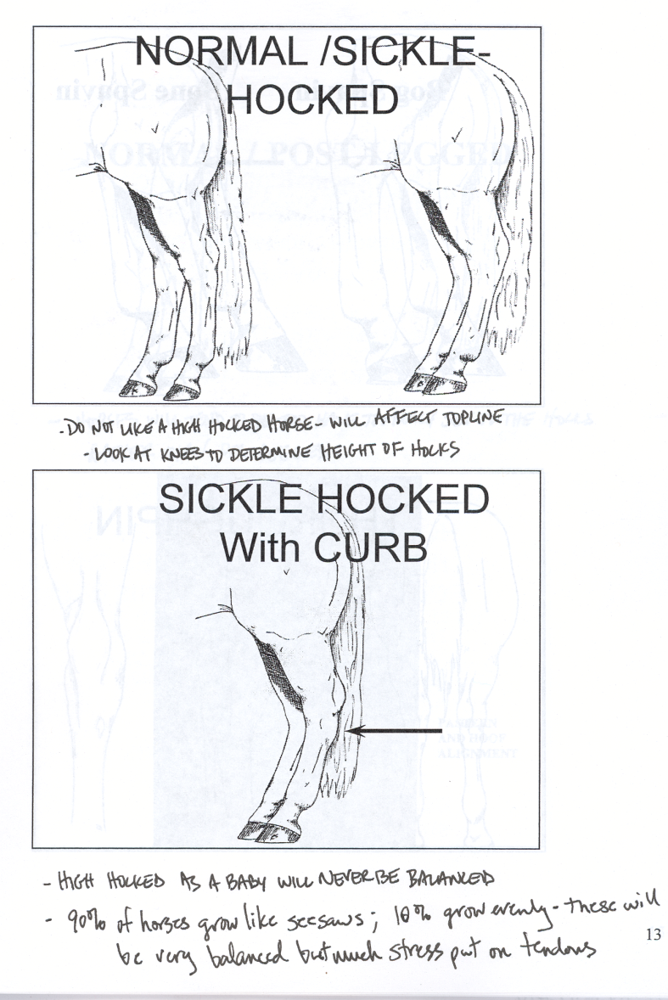 NORMAL /SICKLE-
HOCKED
- DO NOT LIKE A HIGH HOCKED HORSE - WILL AFFECT TOPLINE
- LOOK AT KNEES TO DETERMINE HEIGHT OF HOCKS
SICKLE HOCKED
With CURB
- HIGH HOCKED AS A BABY WILL NEVER BE BALANCED
- 90% of horses grow like seesaws; 10% grow evenly - these will
be very balanced but much stress put on tendons
13